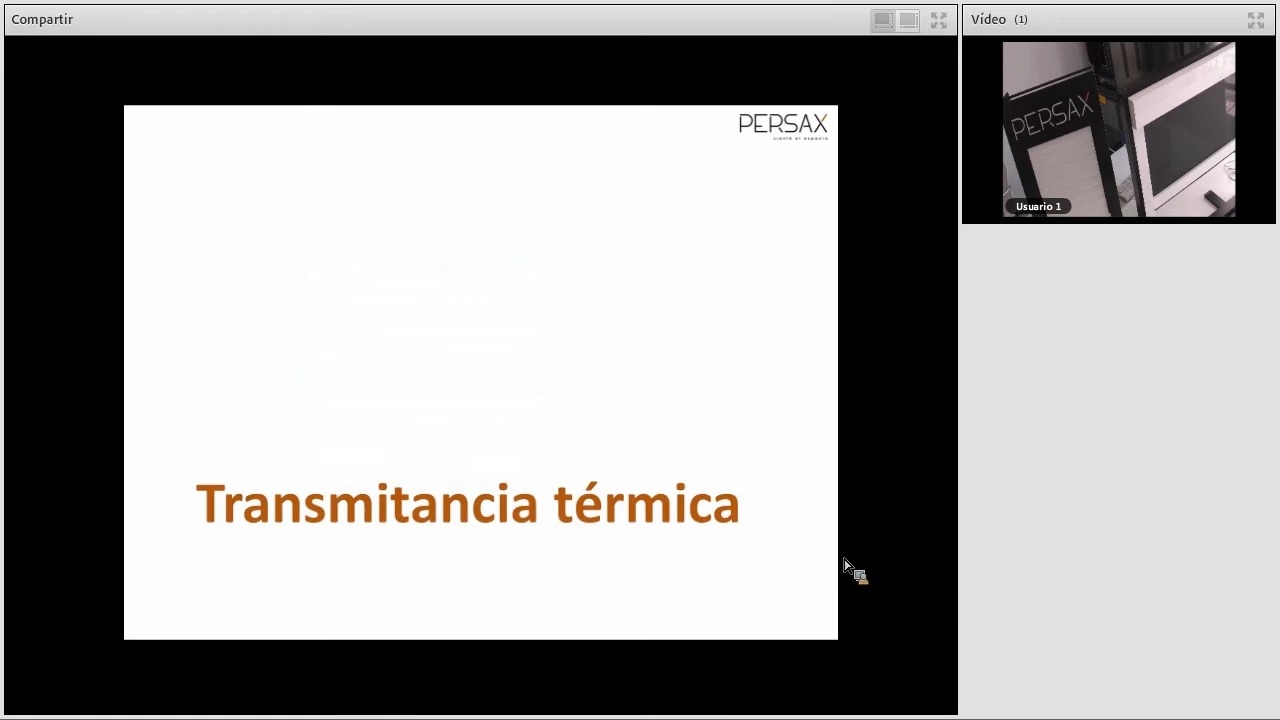 Compartir
Vídeo (1)
PERSAX
PERSAX
Usuario 1
Transmitancia térmica